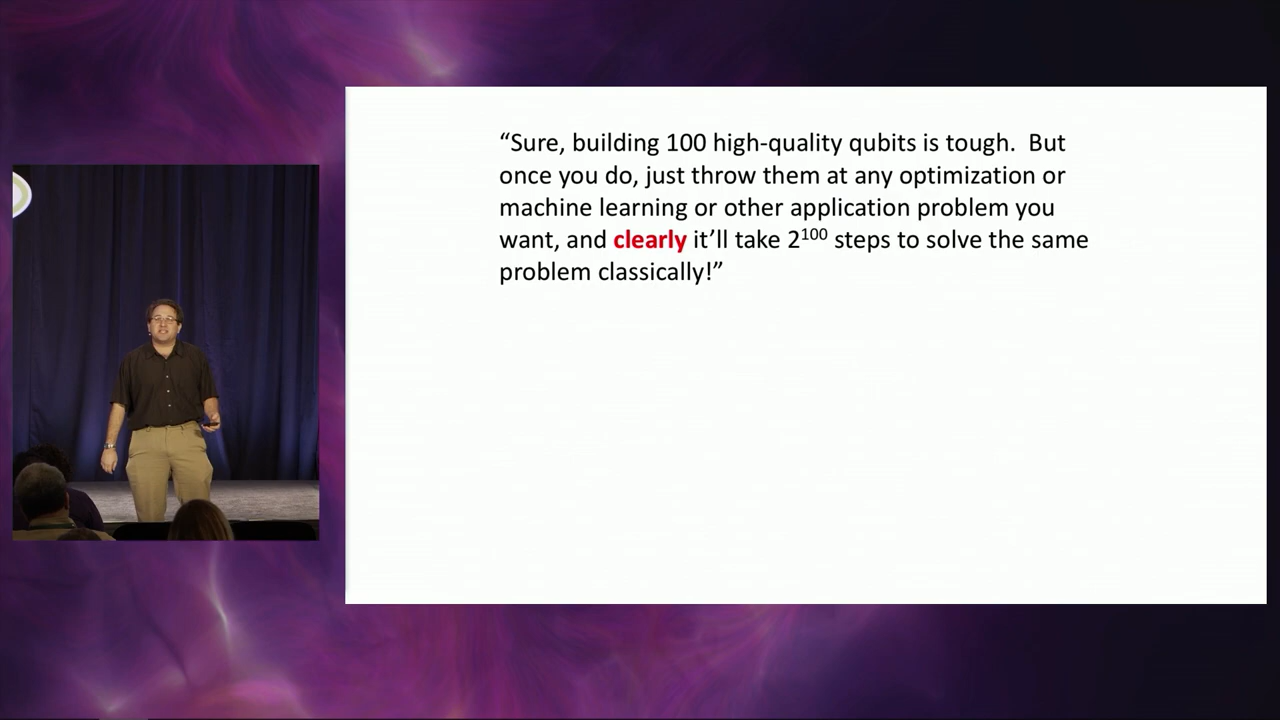 “Sure, building 100 high-quality qubits is tough.  But
once you do, just throw them at any optimization or
machine learning or other application problem you
want, and clearly it’ll take 2¹⁰⁰ steps to solve the same
problem classically!”